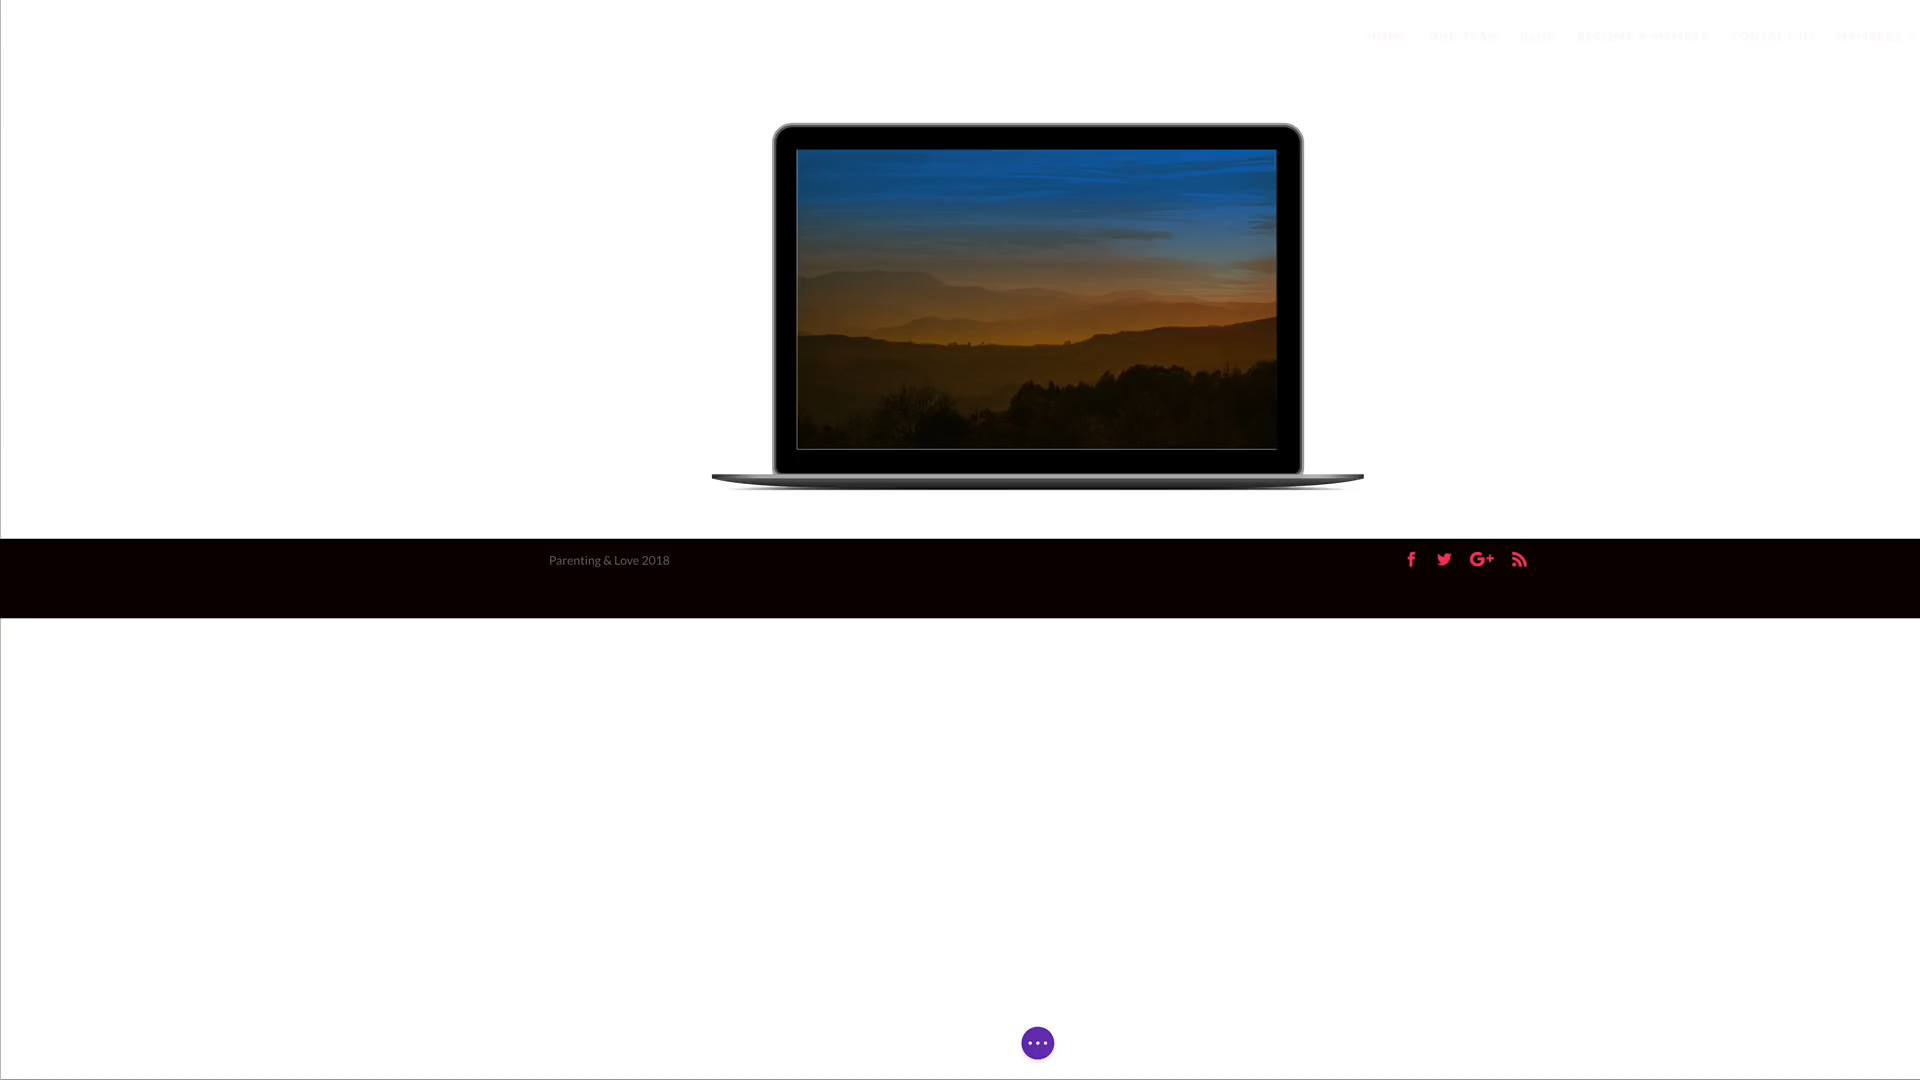 HOME OUR TEAM BLOG BECOME A MEMBER CONTACT US MEMBERS
Parenting & Love 2018
G+